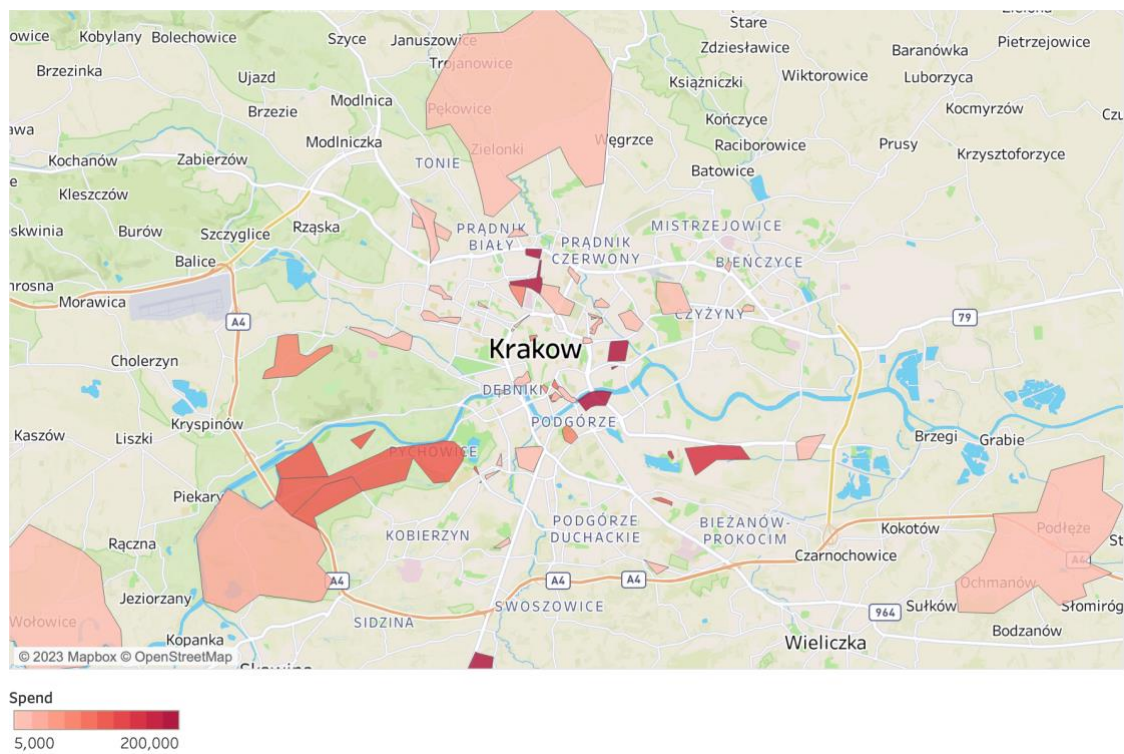 Stare
owice Kobylany Bolechowice Szyce Januszowice
Zdziesławice Baranówka Pietrzejowice
Trojanowice
Brzezinka Ujazd Książniczki Wiktorowice Luborzyca
Modlnica Pękowice Kocmyrzów
Brzezie Kończyce
Modlniczka Zielonki Węgrzce Raciborowice Prusy
Kochanów Zabierzów TONIE Batowice Krzysztoforzyce
Kleszczów
Burów Szczyglice Rząska PRĄDNIK BIAŁY MISTRZEJOWICE
PRĄDNIK CZERWONY
Balice BIEŃCZYCE
Morawica
A4 CZYŻYNY 79
Krakow
Cholerzyn
DĘBNIKI
Kryspinów PODGÓRZE
Kaszów Liszki Brzegi Grabie
PYCHOWICE
Piekary
PODGÓRZE DUCHACKIE BIEŻANÓW-PROKOCIM Kokotów Podłęże
Rączna KOBIERZYN Czarnochowice
A4 A4 A4 A4
Ochmanów
Jeziorzany SWOSZOWICE 964 Sułków
Wołowice SIDZINA Bodzanów
Kopanka Wieliczka
© 2023 Mapbox © OpenStreetMap
Spend
5,000 200,000